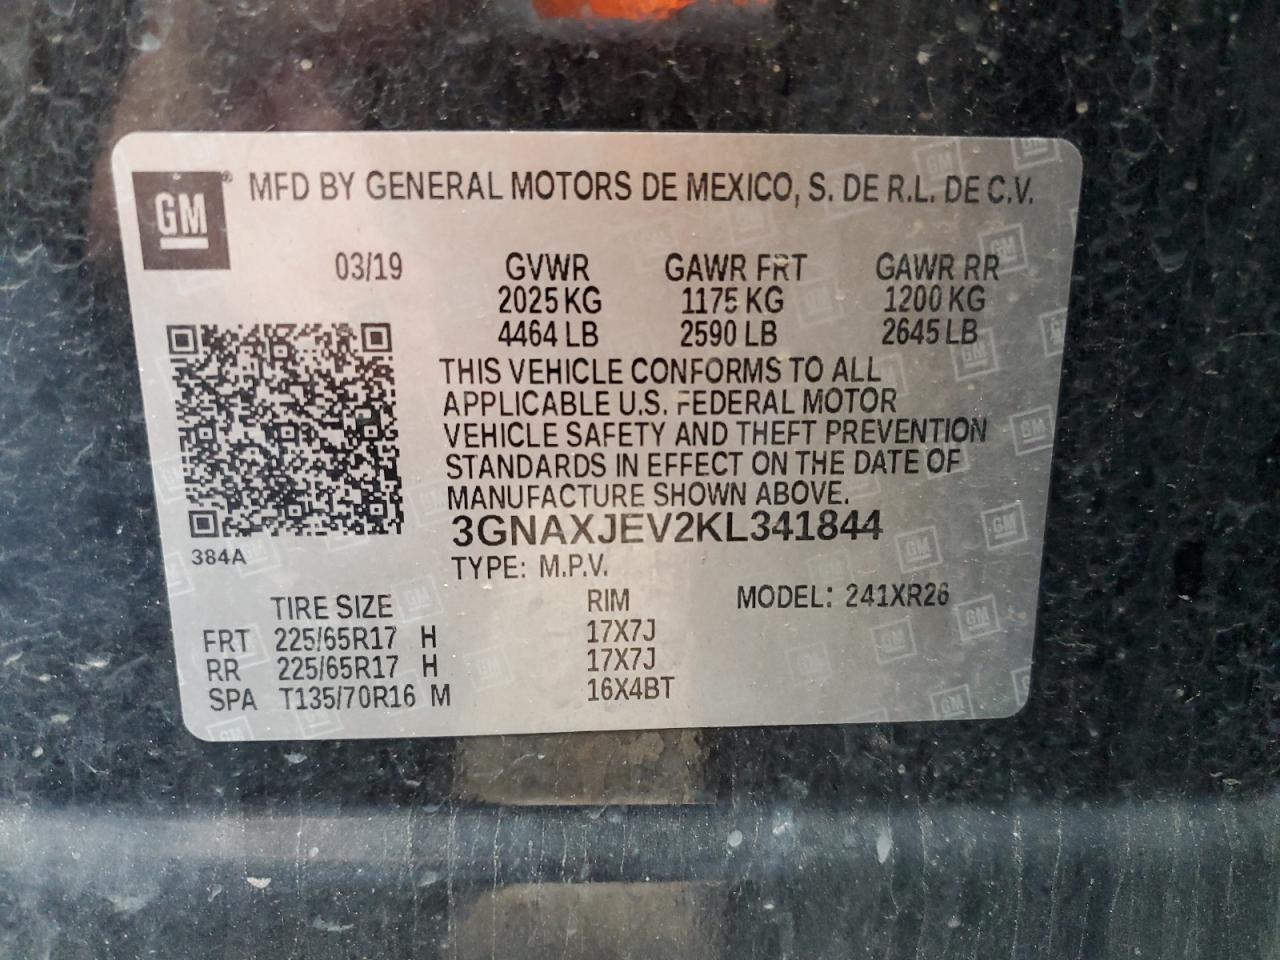 GM ® MFD BY GENERAL MOTORS DE MEXICO, S. DE R.L. DE C.V.
03/19 GVWR GAWR FRT GAWR RR
2025 KG 1175 KG 1200 KG
4464 LB 2590 LB 2645 LB
THIS VEHICLE CONFORMS TO ALL
APPLICABLE U.S. FEDERAL MOTOR
VEHICLE SAFETY AND THEFT PREVENTION
STANDARDS IN EFFECT ON THE DATE OF
MANUFACTURE SHOWN ABOVE.
3GNAXJEV2KL341844
384A
TYPE: M.P.V.
TIRE SIZE RIM MODEL: 241XR26
FRT 225/65R17 H 17X7J
RR 225/65R17 H 17X7J
SPA T135/70R16 M 16X4BT